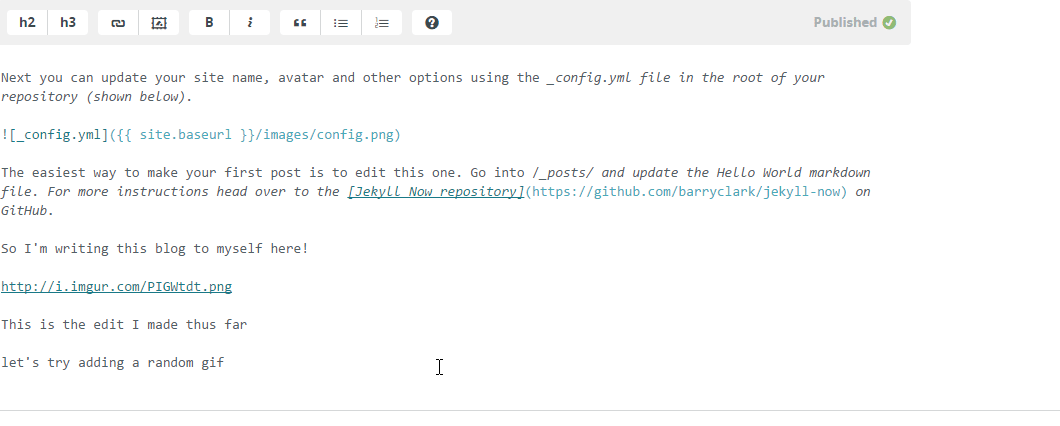 h2 h3 B i Published
Next you can update your site name, avatar and other options using the _config.yml file in the root of your
repository (shown below).
![_config.yml]({{ site.baseurl }}/images/config.png)
The easiest way to make your first post is to edit this one. Go into /_posts/ and update the Hello World markdown
file. For more instructions head over to the [Jekyll Now repository](https://github.com/barryclark/jekyll-now) on
GitHub.
So I'm writing this blog to myself here!
http://i.imgur.com/PIGWtdt.png
This is the edit I made thus far
let's try adding a random gif